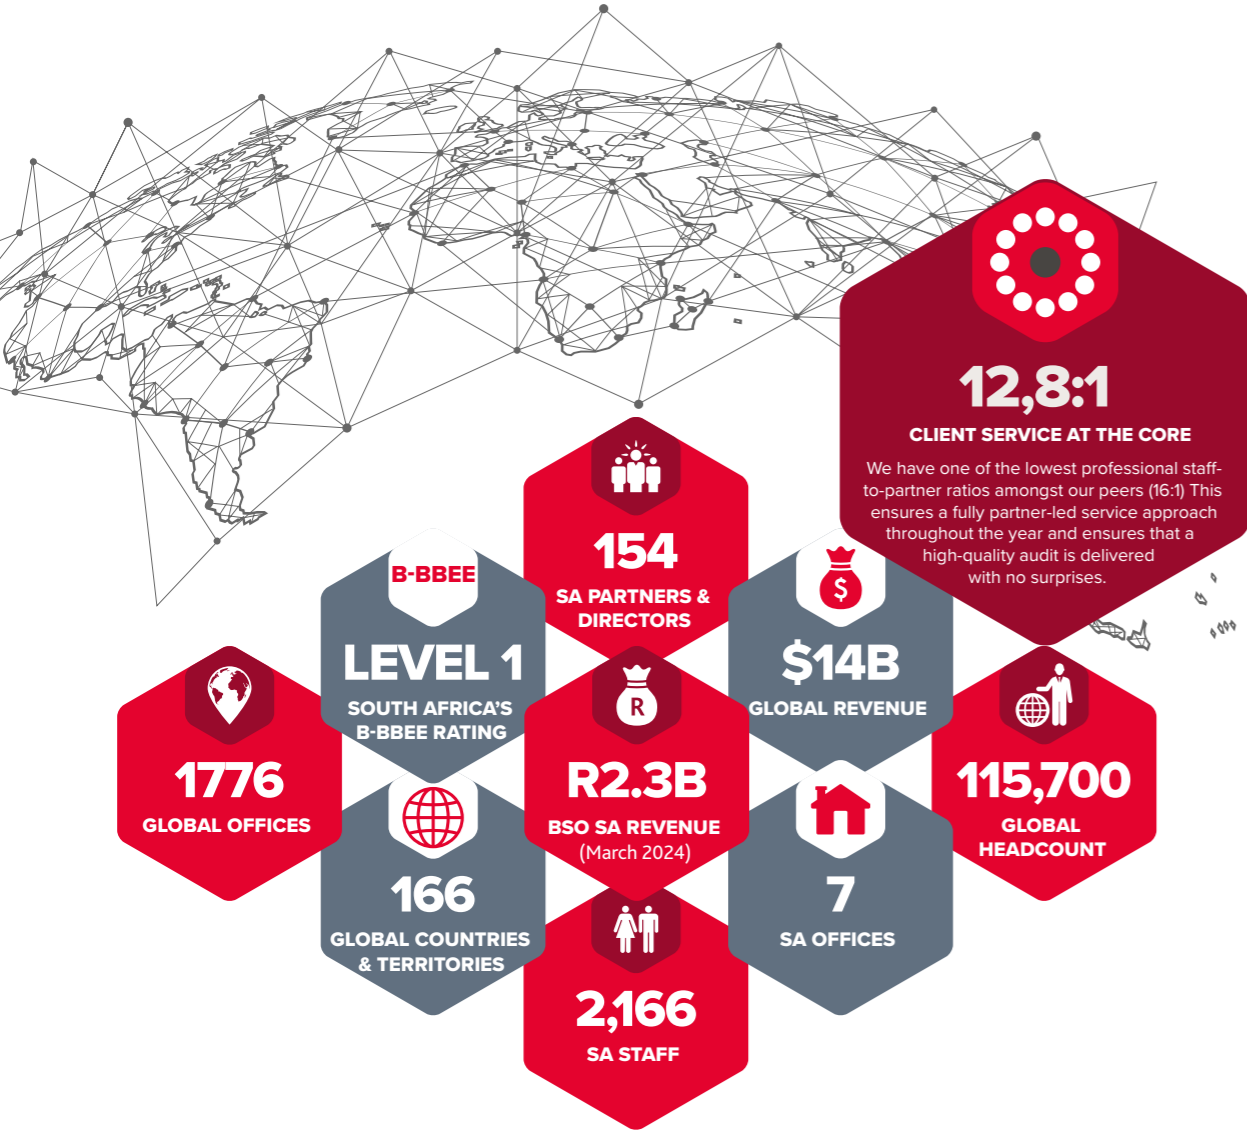 12,8:1
CLIENT SERVICE AT THE CORE
We have one of the lowest professional staff-
to-partner ratios amongst our peers (16:1) This
ensures a fully partner-led service approach
throughout the year and ensures that a
high-quality audit is delivered
with no surprises.
154
SA PARTNERS &
DIRECTORS
B-BBEE
LEVEL 1
SOUTH AFRICA'S
B-BBEE RATING
$
$14B
GLOBAL REVENUE
1776
GLOBAL OFFICES
R
R2.3B
BSO SA REVENUE
(March 2024)
115,700
GLOBAL
HEADCOUNT
166
GLOBAL COUNTRIES
& TERRITORIES
7
SA OFFICES
2,166
SA STAFF